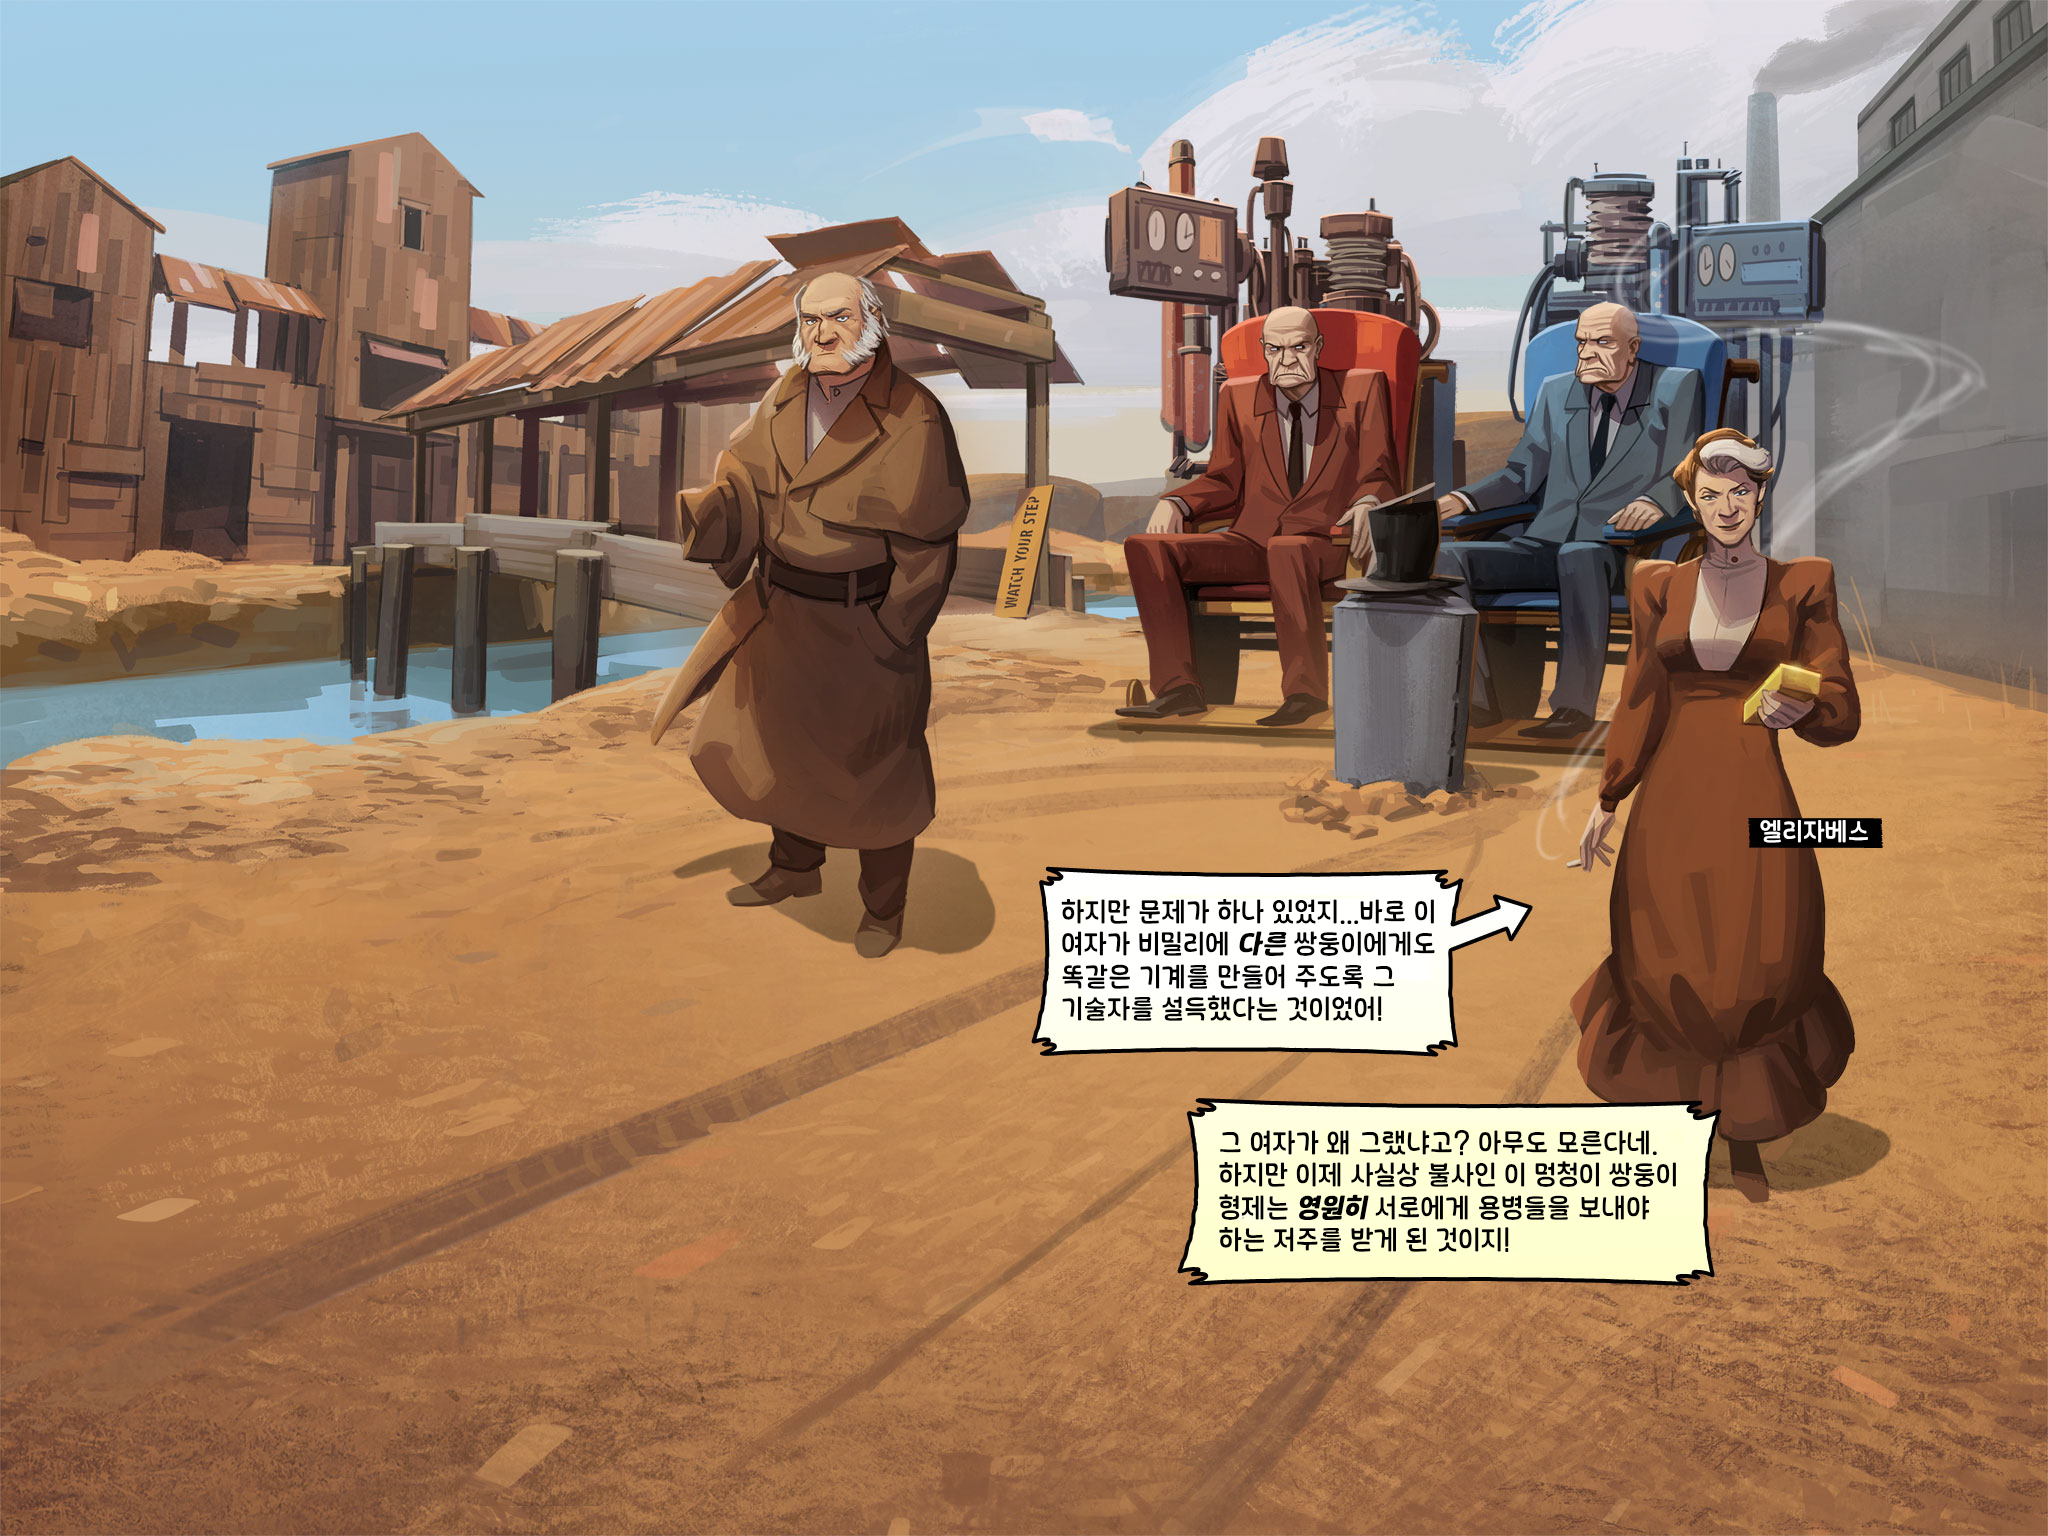 WATCH YOUR STEP
엘리자베스
하지만 문제가 하나 있었지...바로 이
여자가 비밀리에 다른 쌍둥이에게도
똑같은 기계를 만들어 주도록 그
기술자를 설득했다는 것이었어!
그 여자가 왜 그랬냐고? 아무도 모른다네.
하지만 이제 사실상 불사인 이 멍청이 쌍둥이
형제는 영원히 서로에게 용병들을 보내야
하는 저주를 받게 된 것이지!